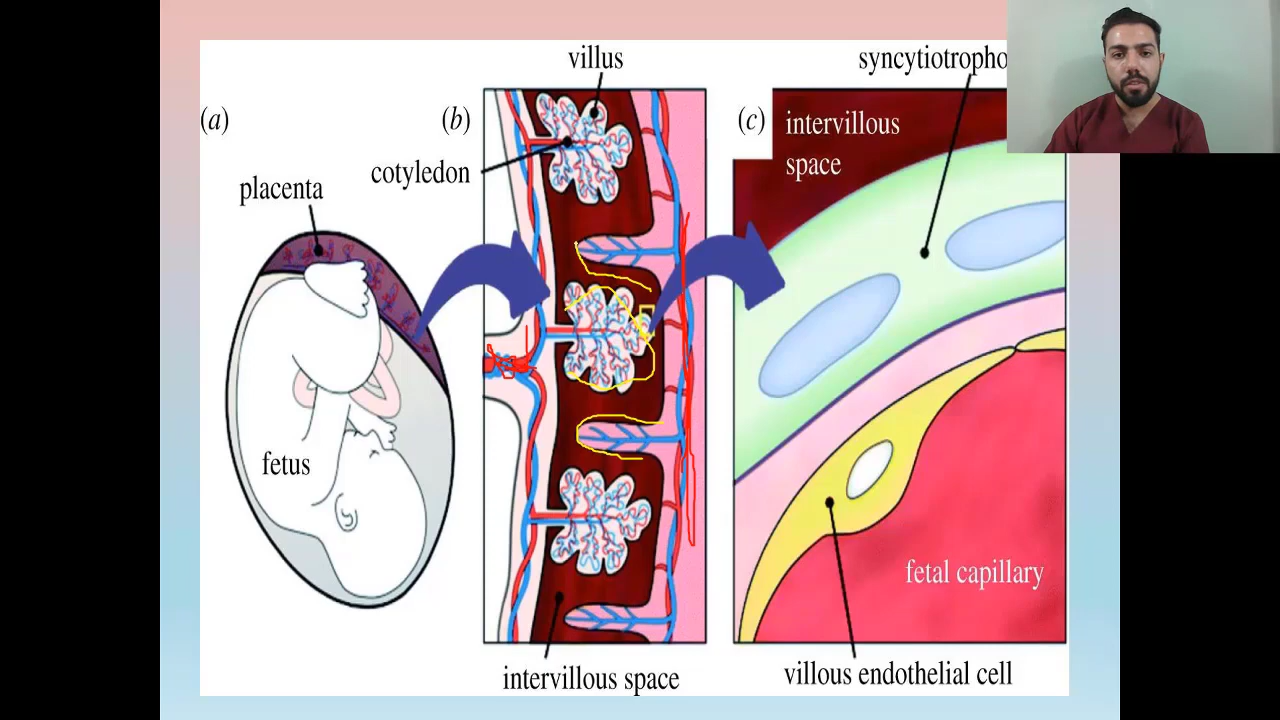 villus
(a)
(b)
cotyledon
placenta
fetus
intervillous space
(c)
intervillous
space
syncytiotropho
fetal capillary
villous endothelial cell